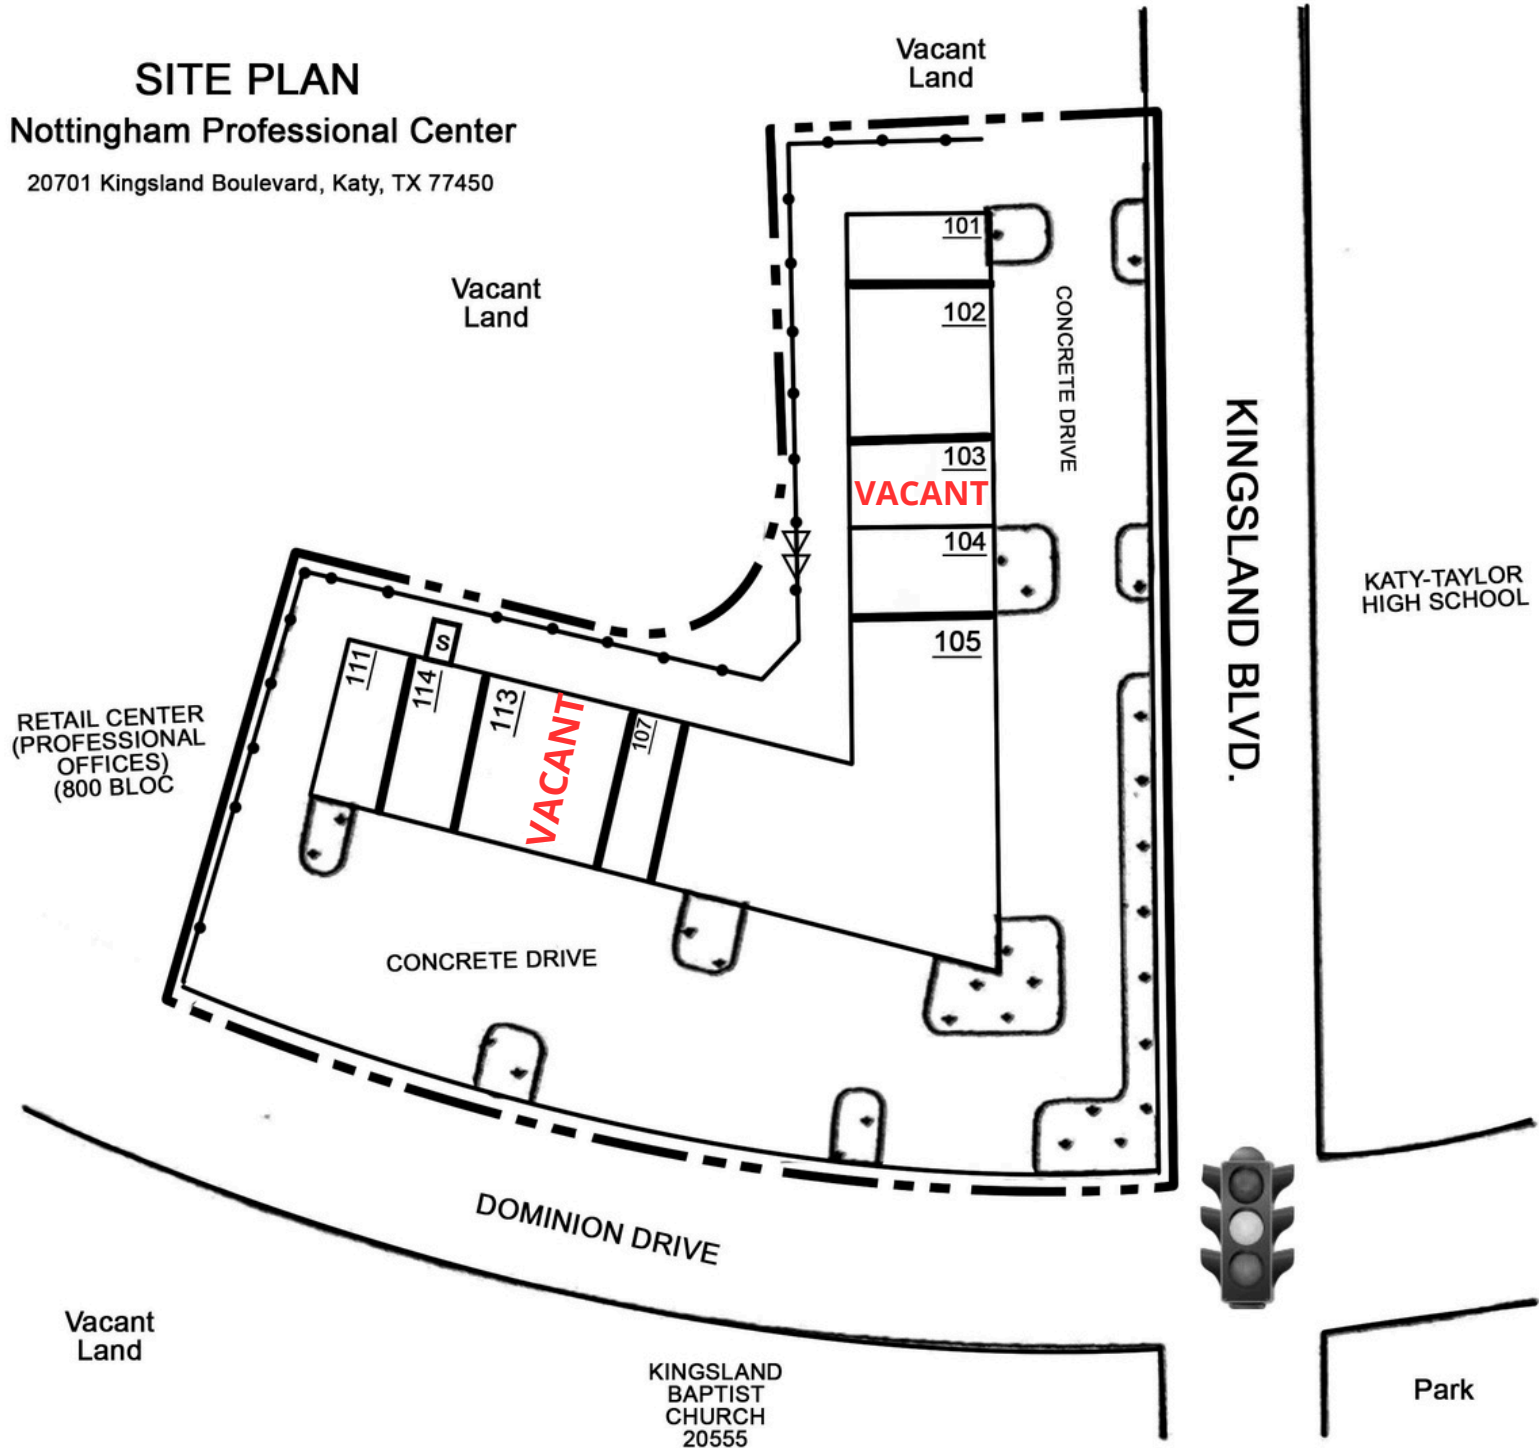 SITE PLAN
Nottingham Professional Center
20701 Kingsland Boulevard, Katy, TX 77450
Vacant
Land
Vacant
Land
101
102
CONCRETE DRIVE
103
VACANT
104
105
KINGSLAND BLVD.
KATY-TAYLOR
HIGH SCHOOL
RETAIL CENTER
(PROFESSIONAL
OFFICES)
(800 BLOC
111
S
114
113
VACANT
107
CONCRETE DRIVE
DOMINION DRIVE
Vacant
Land
KINGSLAND
BAPTIST
CHURCH
20555
Park